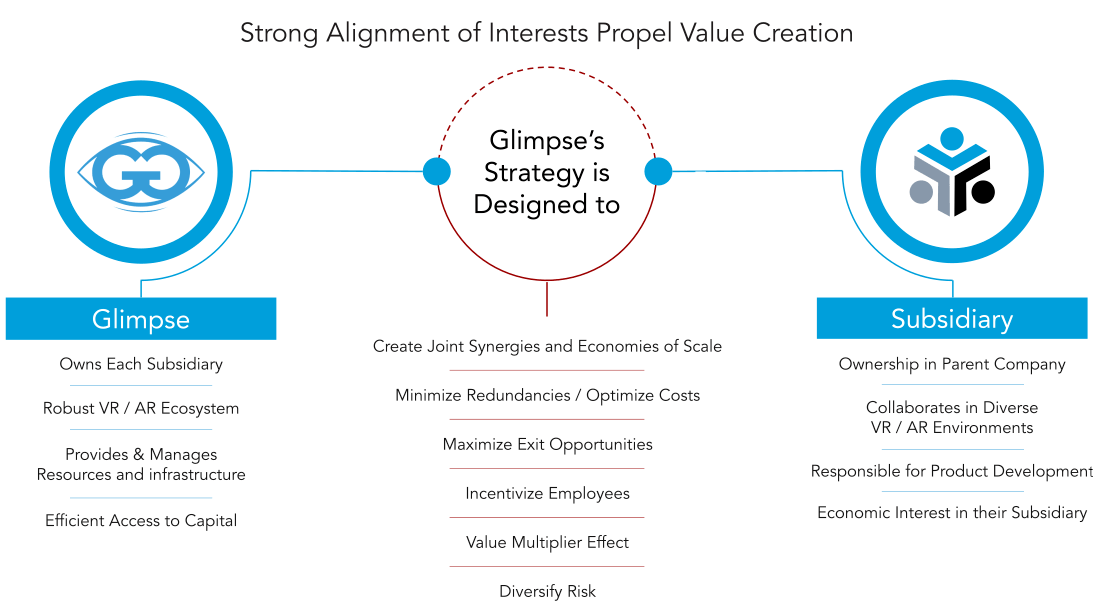 Strong Alignment of Interests Propel Value Creation
Glimpse's
Strategy is
Designed to
Glimpse
Owns Each Subsidiary
Robust VR / AR Ecosystem
Provides & Manages
Resources and infrastructure
Efficient Access to Capital
Create Joint Synergies and Economies of Scale
Minimize Redundancies / Optimize Costs
Maximize Exit Opportunities
Incentivize Employees
Value Multiplier Effect
Diversify Risk
Subsidiary
Ownership in Parent Company
Collaborates in Diverse
VR / AR Environments
Responsible for Product Development
Economic Interest in their Subsidiary